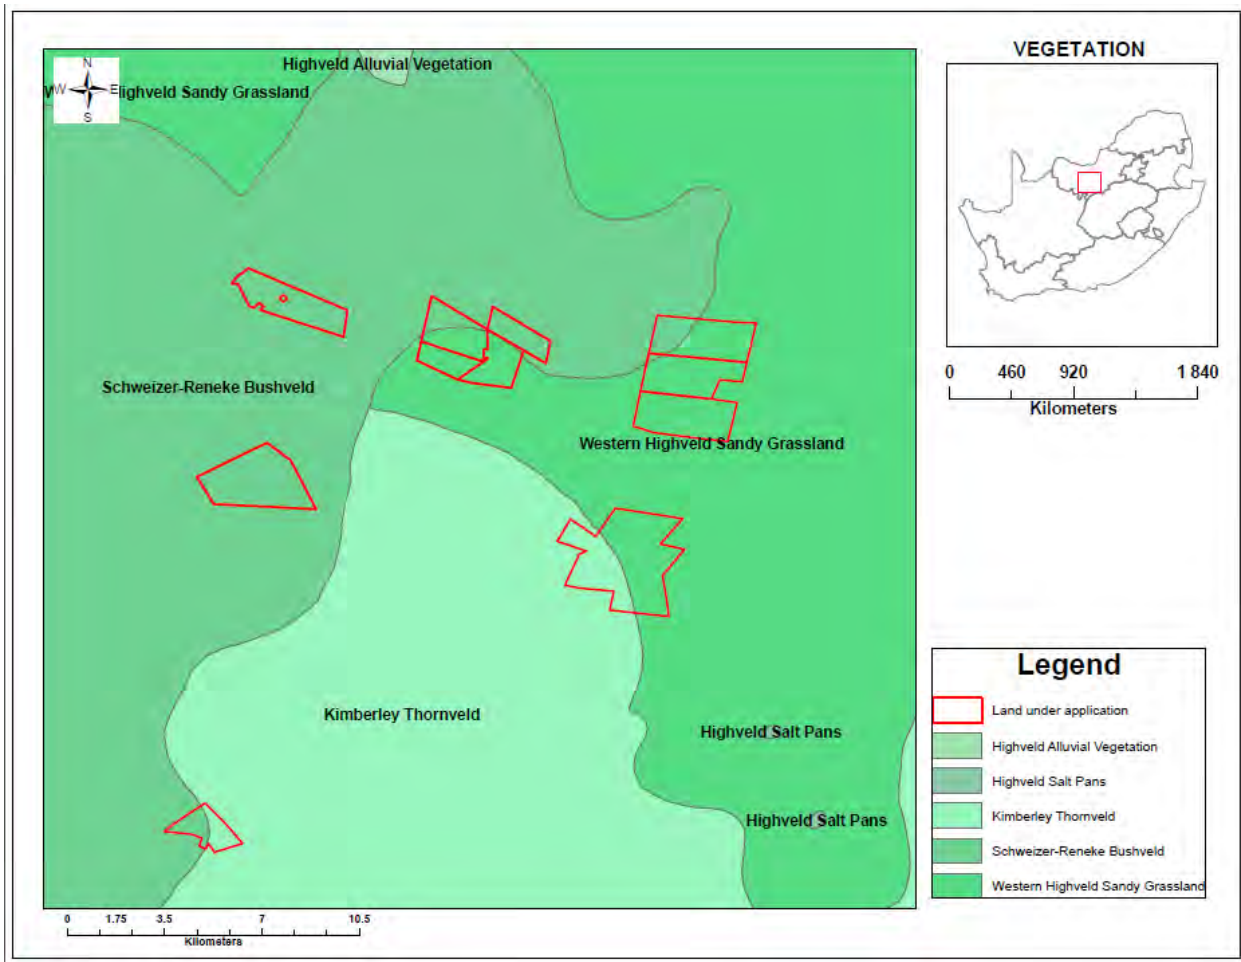 VEGETATION
Highveld Alluvial Vegetation
N
W E
S
W ighveld Sandy Grassland
Schweizer-Reneke Bushveld
Western Highveld Sandy Grassland
Kimberley Thornveld
Highveld Salt Pans
Highveld Salt Pans
0 1.75 3.5 7 10.5
Kilometers
0 460 920 1 840
Kilometers
Legend
Land under application
Highveld Alluvial Vegetation
Highveld Salt Pans
Kimberley Thornveld
Schweizer-Reneke Bushveld
Western Highveld Sandy Grassland